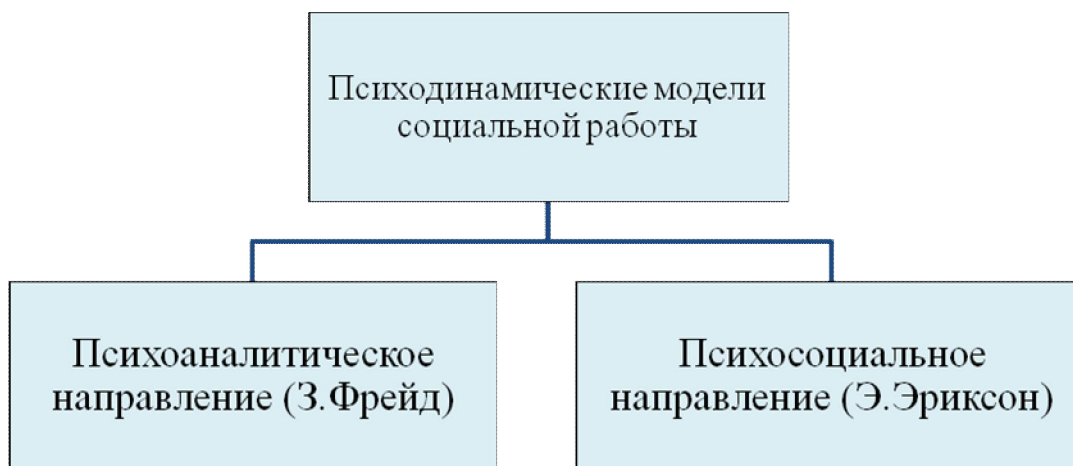 Психодинамические модели
социальной работы
Психоаналитическое
направление (З.Фрейд)
Психосоциальное
направление (Э.Эриксон)